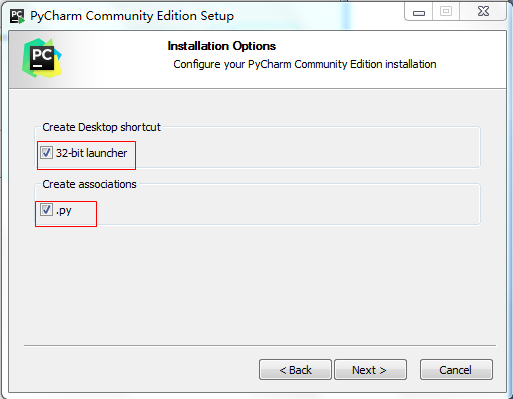 PyCharm Community Edition Setup
PC
Installation Options
Configure your PyCharm Community Edition installation
Create Desktop shortcut
32-bit launcher
Create associations
.py
< Back
Next >
Cancel